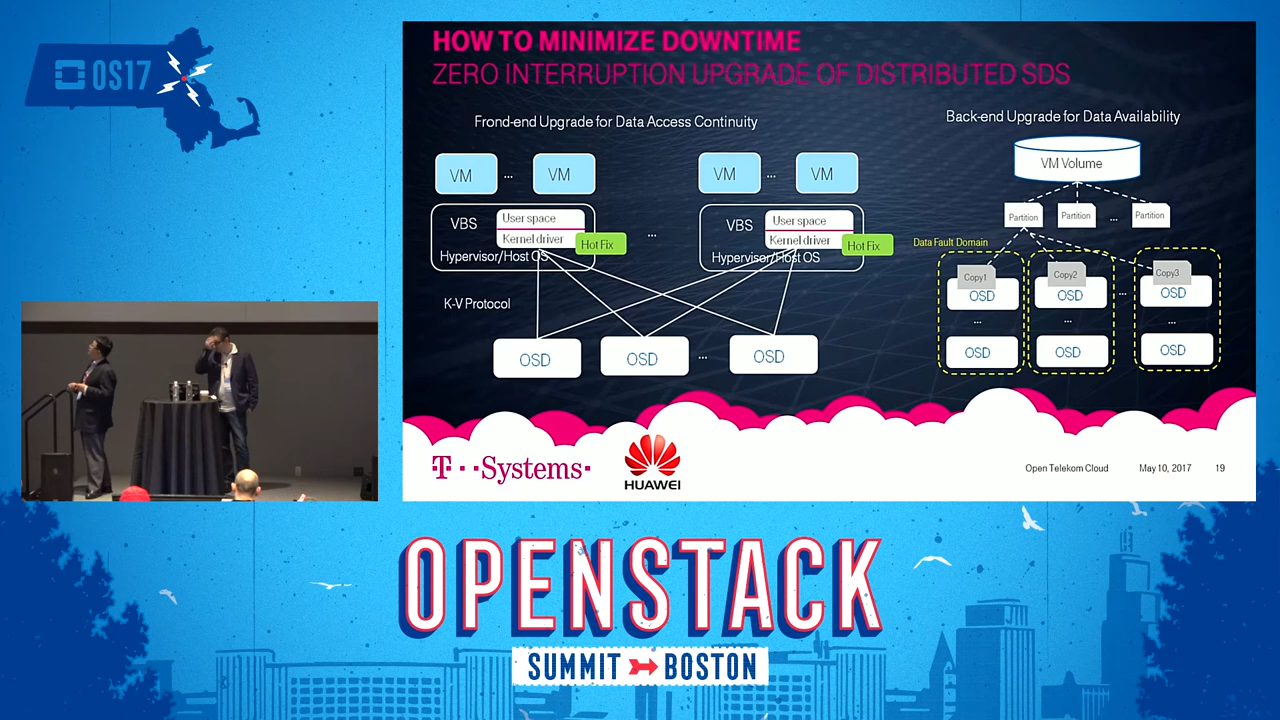 OS17
HOW TO MINIMIZE DOWNTIME
ZERO INTERRUPTION UPGRADE OF DISTRIBUTED SDS
Frond-end Upgrade for Data Access Continuity
VM ... VM
VM ... VM
VBS
User space
Kernel driver
Hot Fix
Hypervisor/Host OS
...
VBS
User space
Kernel driver
Hot Fix
Hypervisor/Host OS
K-V Protocol
OSD
OSD
...
OSD
Back-end Upgrade for Data Availability
VM Volume
Partition
Partition
...
Partition
Data Fault Domain
Copy1
OSD
...
OSD
Copy2
OSD
...
OSD
...
Copy3
OSD
...
OSD
T··Systems·
HUAWEI
Open Telekom Cloud
May 10, 2017
19
OPENSTACK
SUMMIT BOSTON